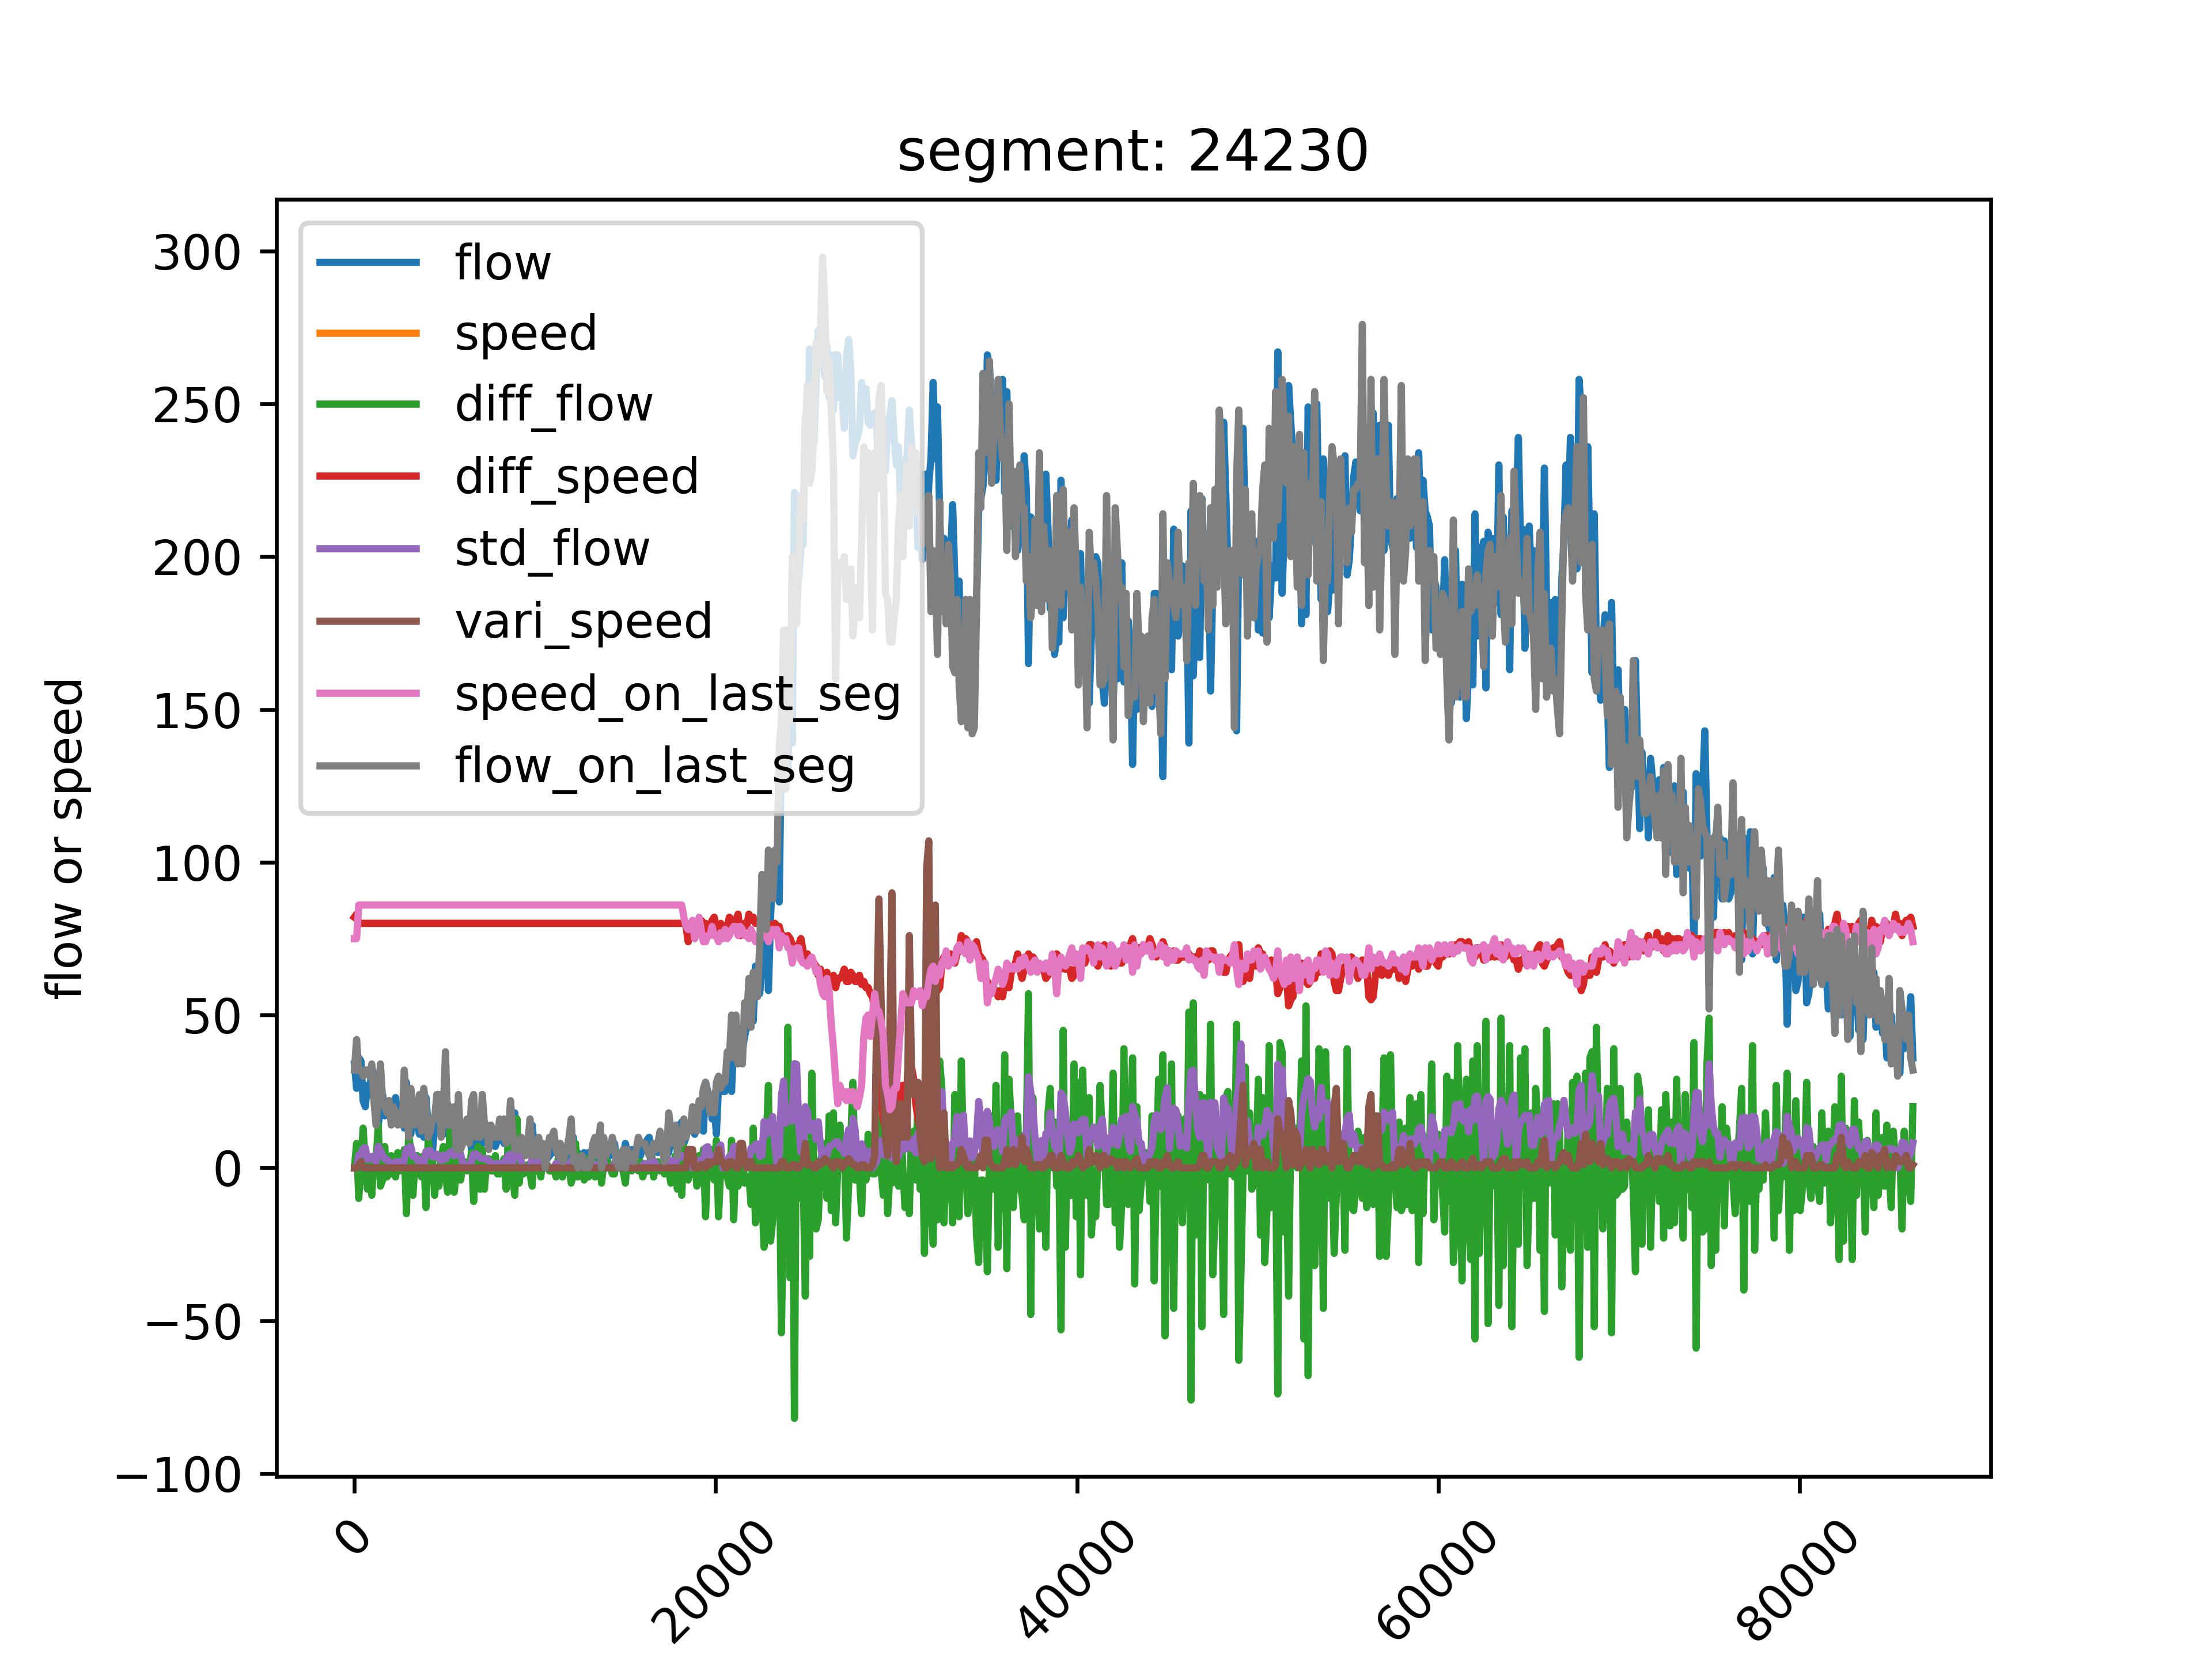 segment: 24230
flow
speed
diff_flow
diff_speed
std_flow
vari_speed
speed_on_last_seg
flow_on_last_seg
flow or speed
300
250
200
150
100
50
0
−50
−100
0
20000
40000
60000
80000